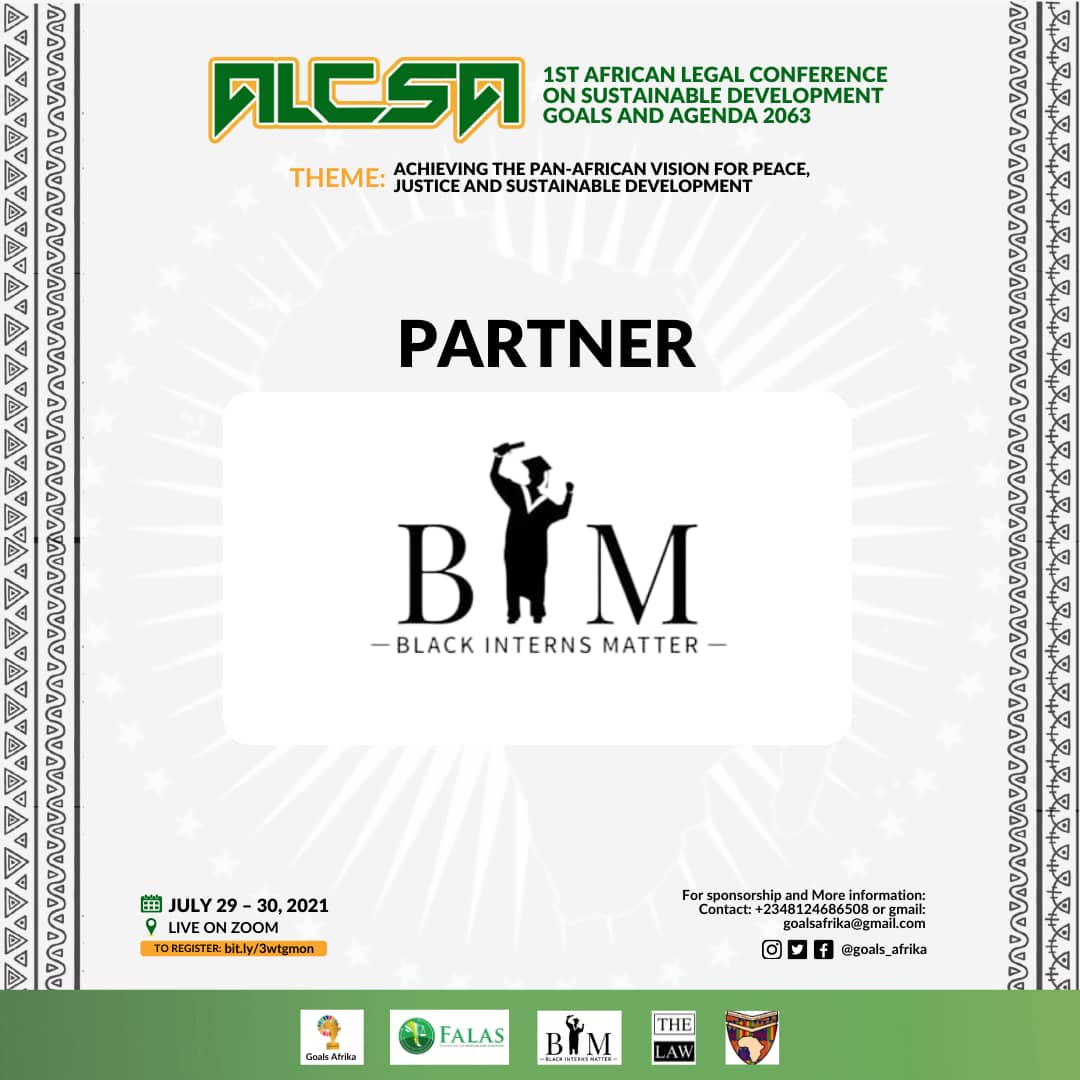 ALCSA
1ST AFRICAN LEGAL CONFERENCE
ON SUSTAINABLE DEVELOPMENT
GOALS AND AGENDA 2063
THEME: ACHIEVING THE PAN-AFRICAN VISION FOR PEACE,
JUSTICE AND SUSTAINABLE DEVELOPMENT
PARTNER
B M
— BLACK INTERNS MATTER —
JULY 29 – 30, 2021
LIVE ON ZOOM
TO REGISTER: bit.ly/3wtgmon
For sponsorship and More information:
Contact: +2348124686508 or gmail:
goalsafrika@gmail.com
@goals_afrika
Goals Afrika
FALAS
B M
— BLACK INTERNS MATTER —
THE
LAW